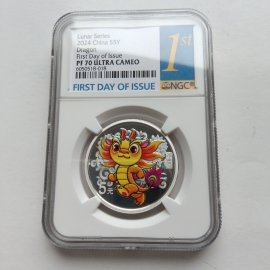 Lunar Series
2024 China S5Y
Dragon
First Day of Issue
PF 70 ULTRA CAMEO
1st
FIRST DAY OF ISSUE
NGC